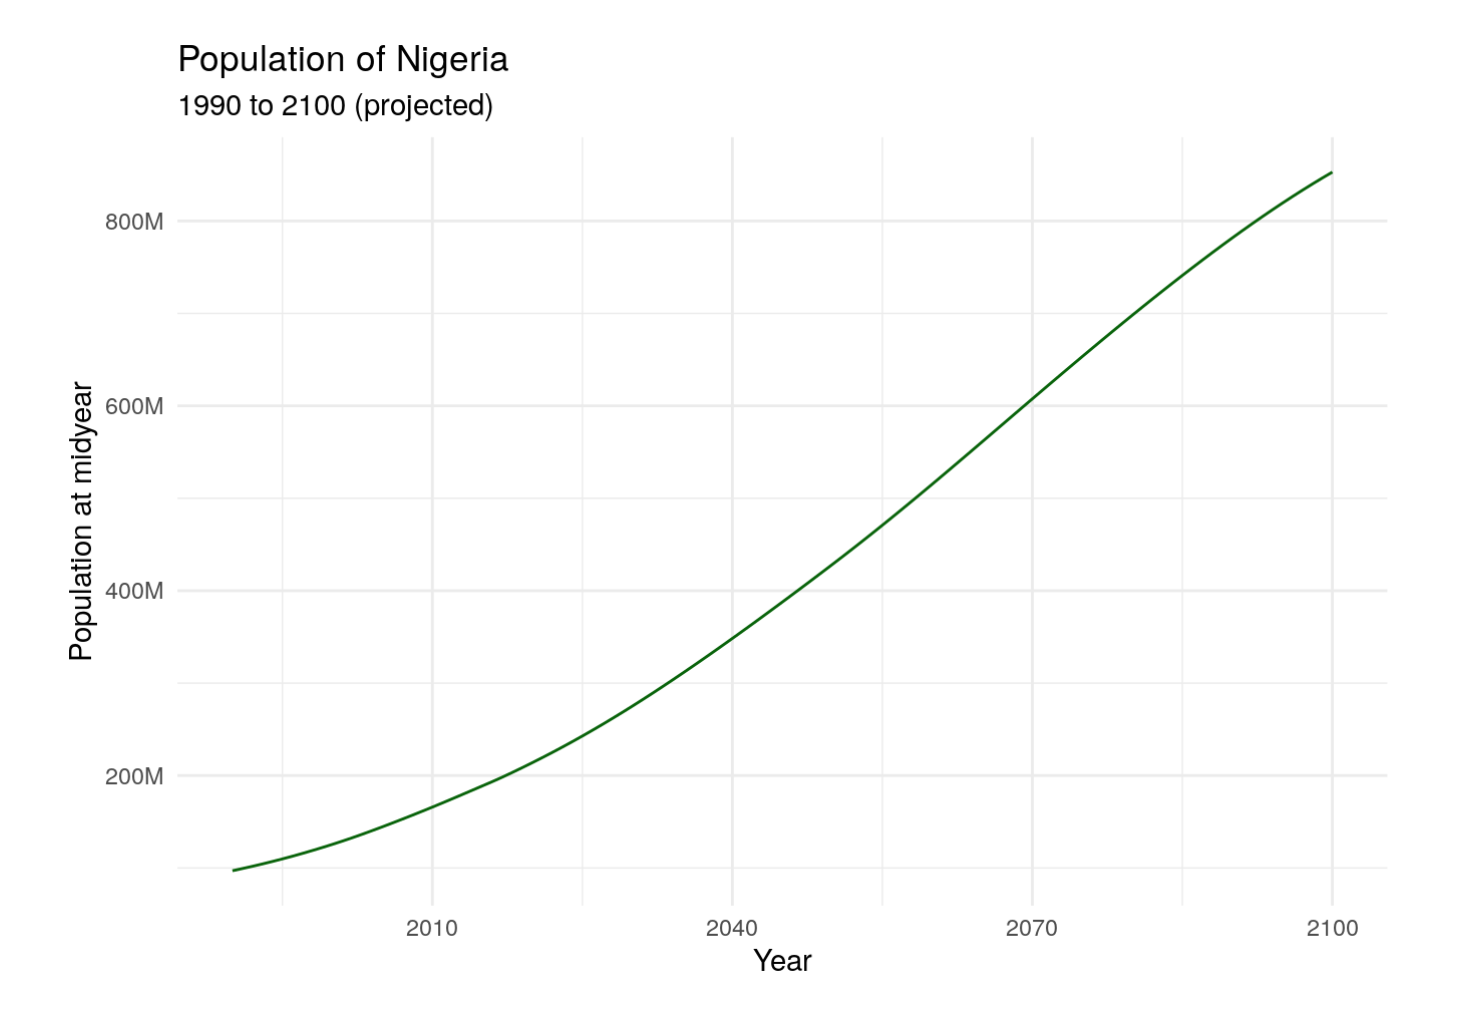 Population of Nigeria
1990 to 2100 (projected)
Population at midyear
800M
600M
400M
200M
2010 2040 2070 2100
Year